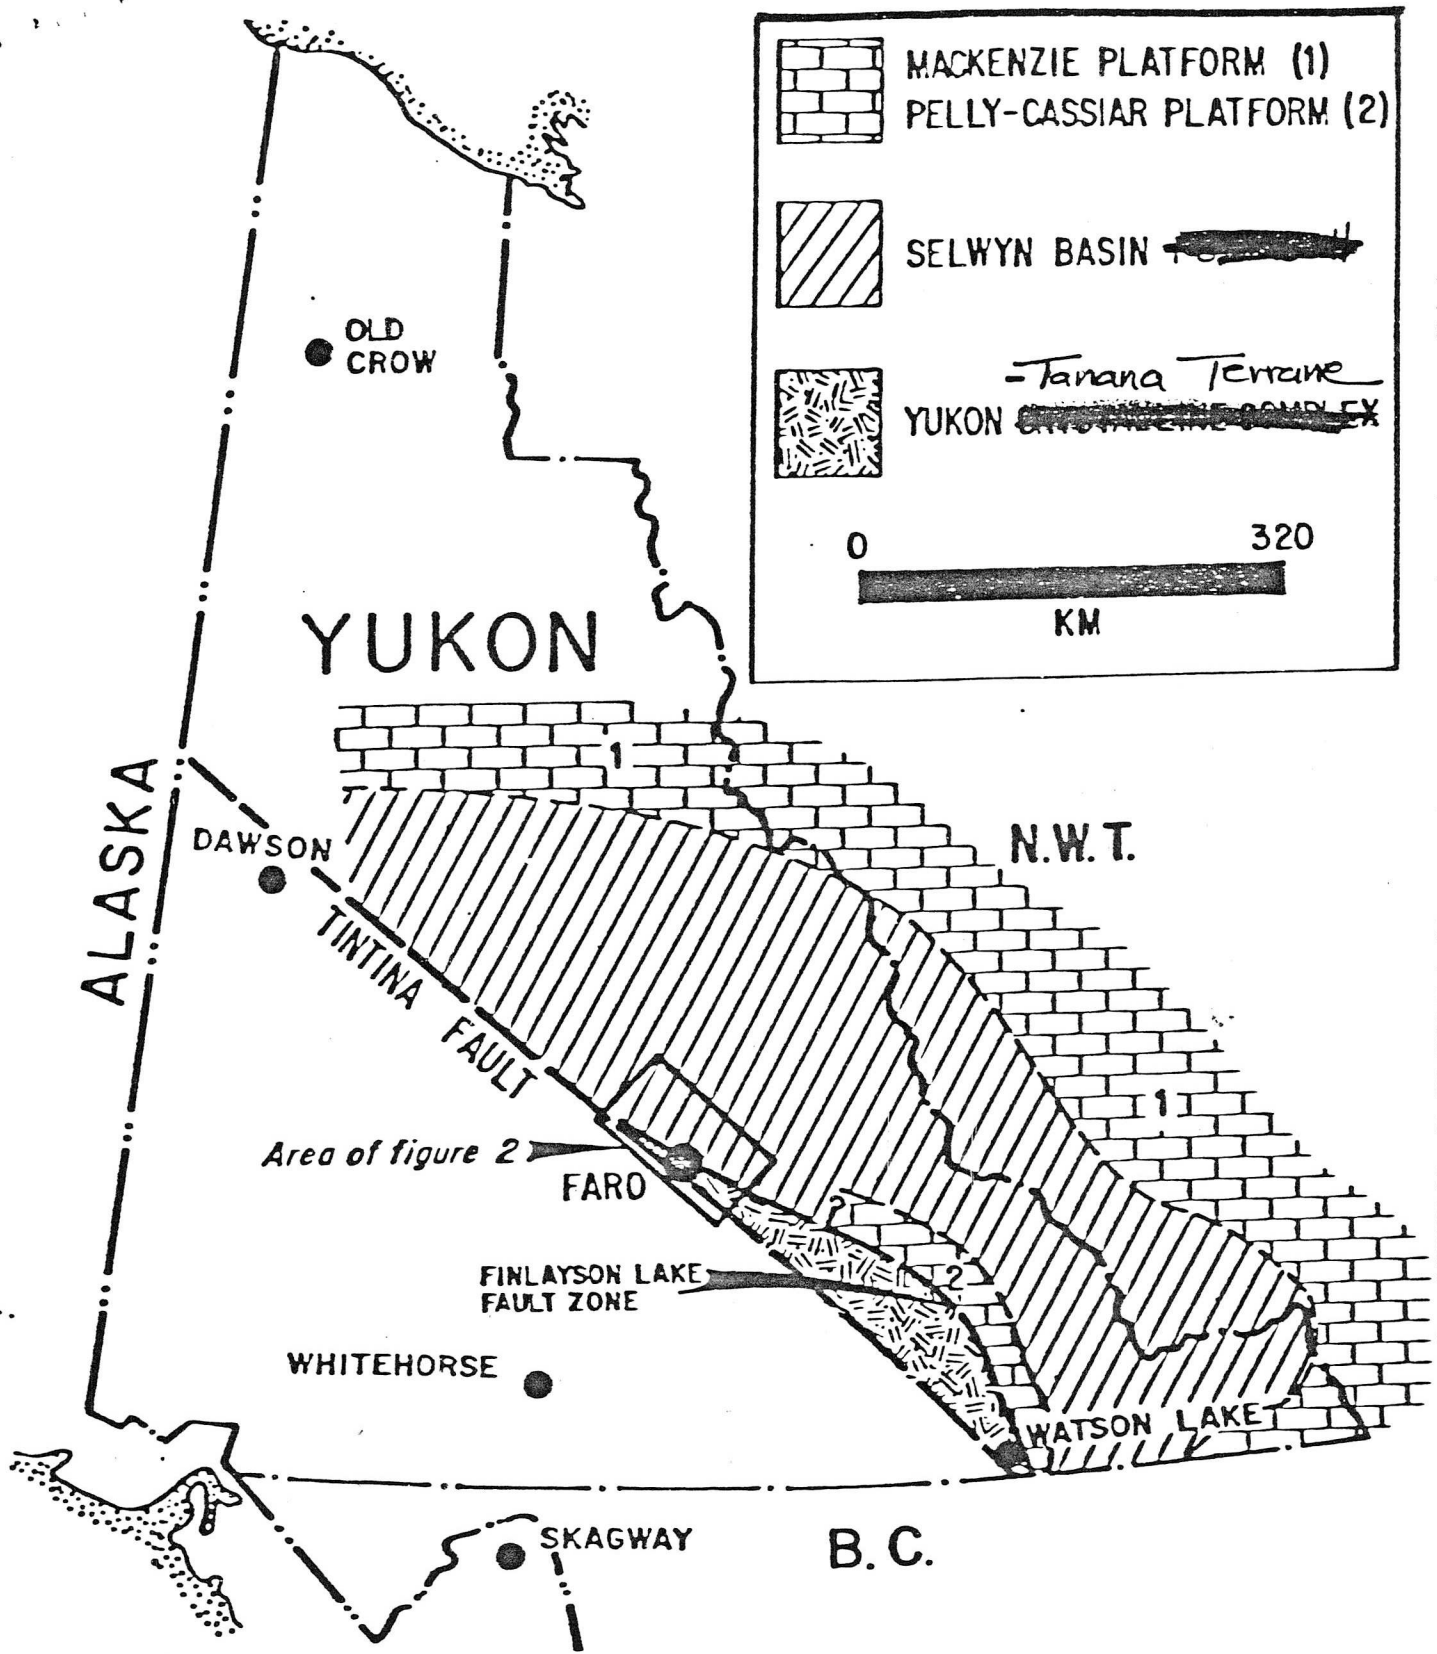 MACKENZIE PLATFORM (1)
PELLY-CASSIAR PLATFORM (2)
SELWYN BASIN
-Tanana Terrane
YUKON
0 320
KM
OLD
CROW
YUKON
1
ALASKA
DAWSON
N.W.T.
TINTINA FAULT
1
Area of figure 2
FARO
?
2
FINLAYSON LAKE
FAULT ZONE
WHITEHORSE
WATSON LAKE
SKAGWAY
B.C.